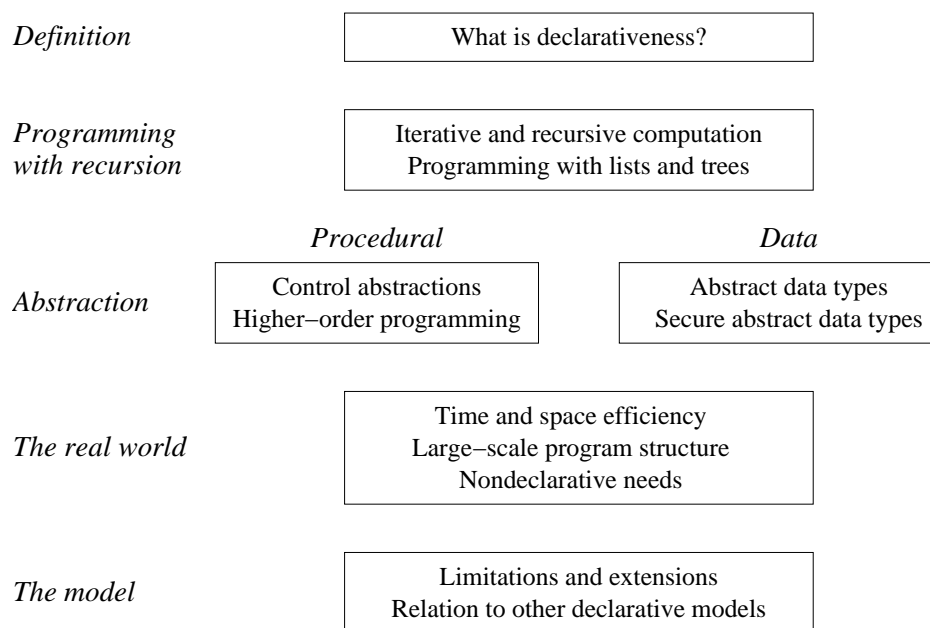 Definition
What is declarativeness?
Programming
with recursion
Iterative and recursive computation
Programming with lists and trees
Procedural
Data
Abstraction
Control abstractions
Higher−order programming
Abstract data types
Secure abstract data types
The real world
Time and space efficiency
Large−scale program structure
Nondeclarative needs
The model
Limitations and extensions
Relation to other declarative models